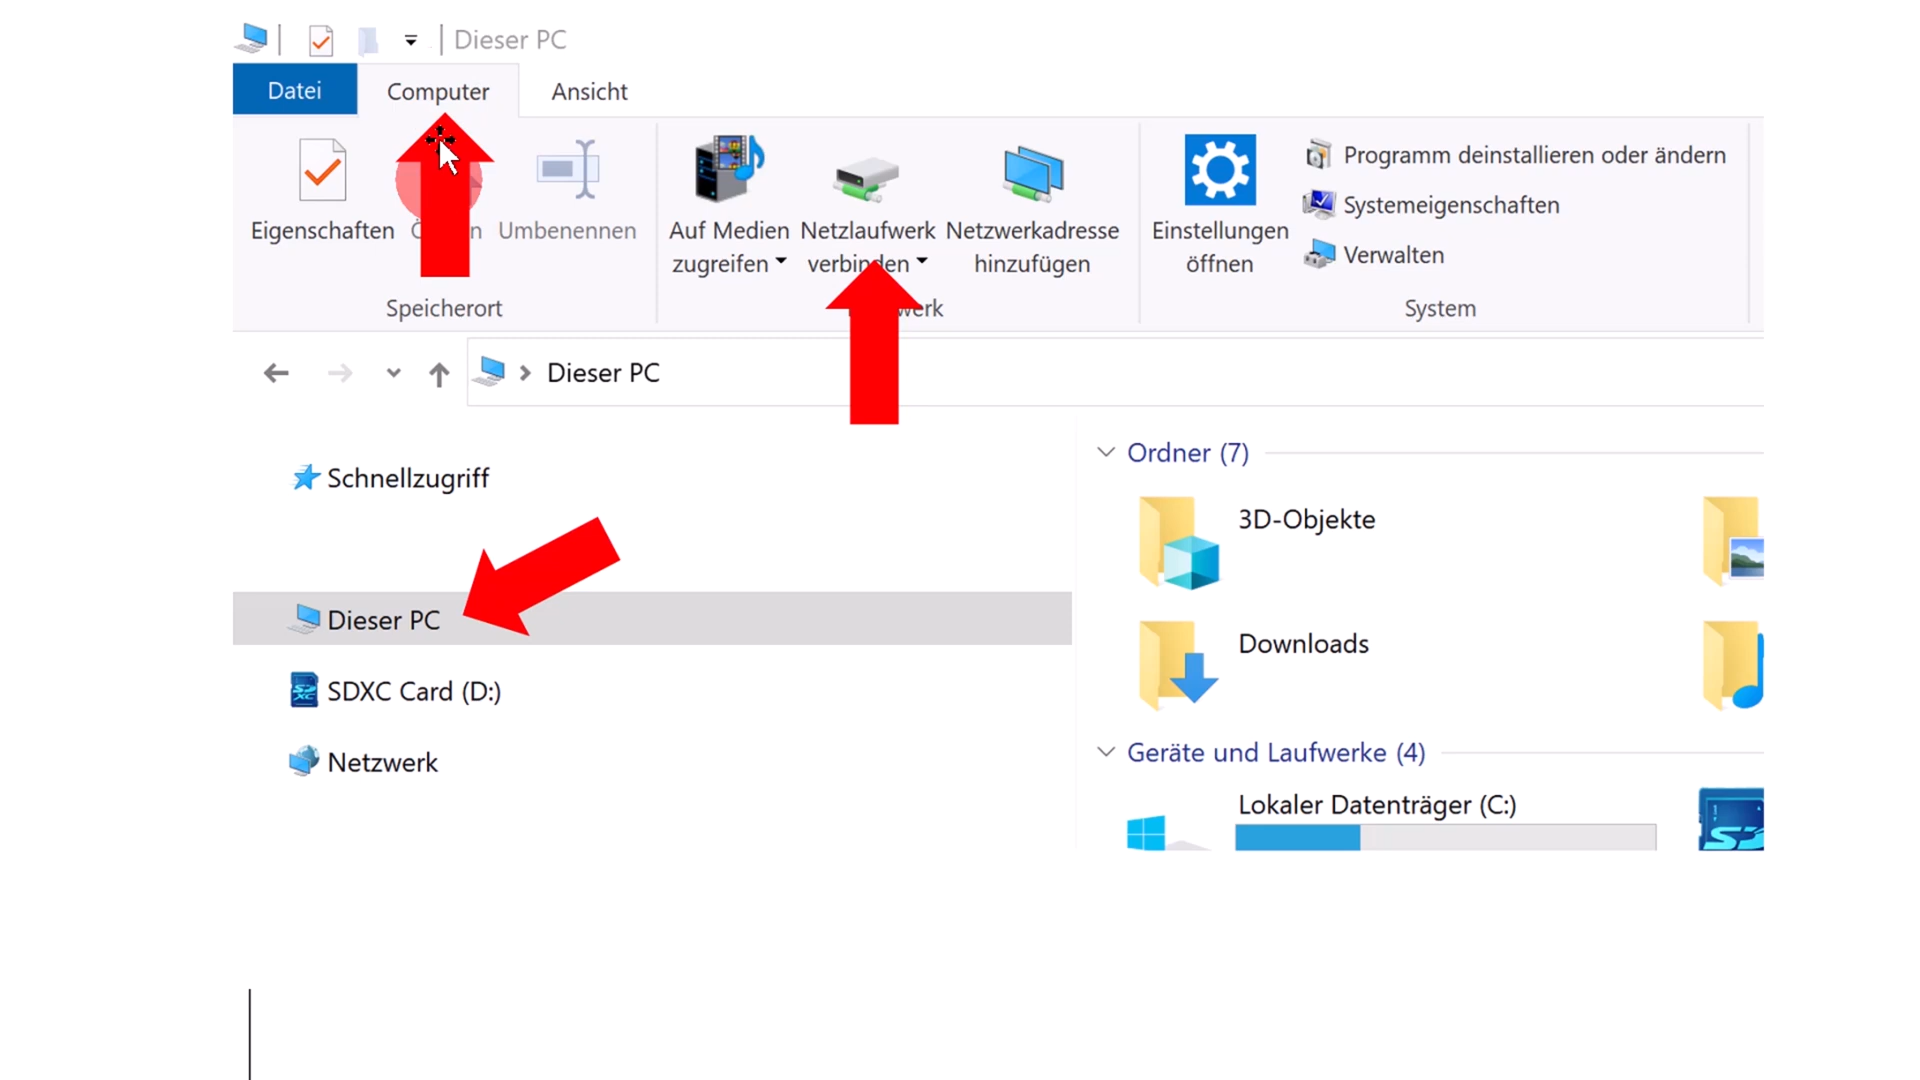 Dieser PC
Datei
Computer
Ansicht
Eigenschaften
Umbenennen
Speicherort
Auf Medien
zugreifen
Netzlaufwerk
verbinden
Netzwerkadresse
hinzufügen
Einstellungen
öffnen
Programm deinstallieren oder ändern
Systemeigenschaften
Verwalten
System
Dieser PC
Schnellzugriff
Dieser PC
SDXC Card (D:)
Netzwerk
Ordner (7)
3D-Objekte
Downloads
Geräte und Laufwerke (4)
Lokaler Datenträger (C:)